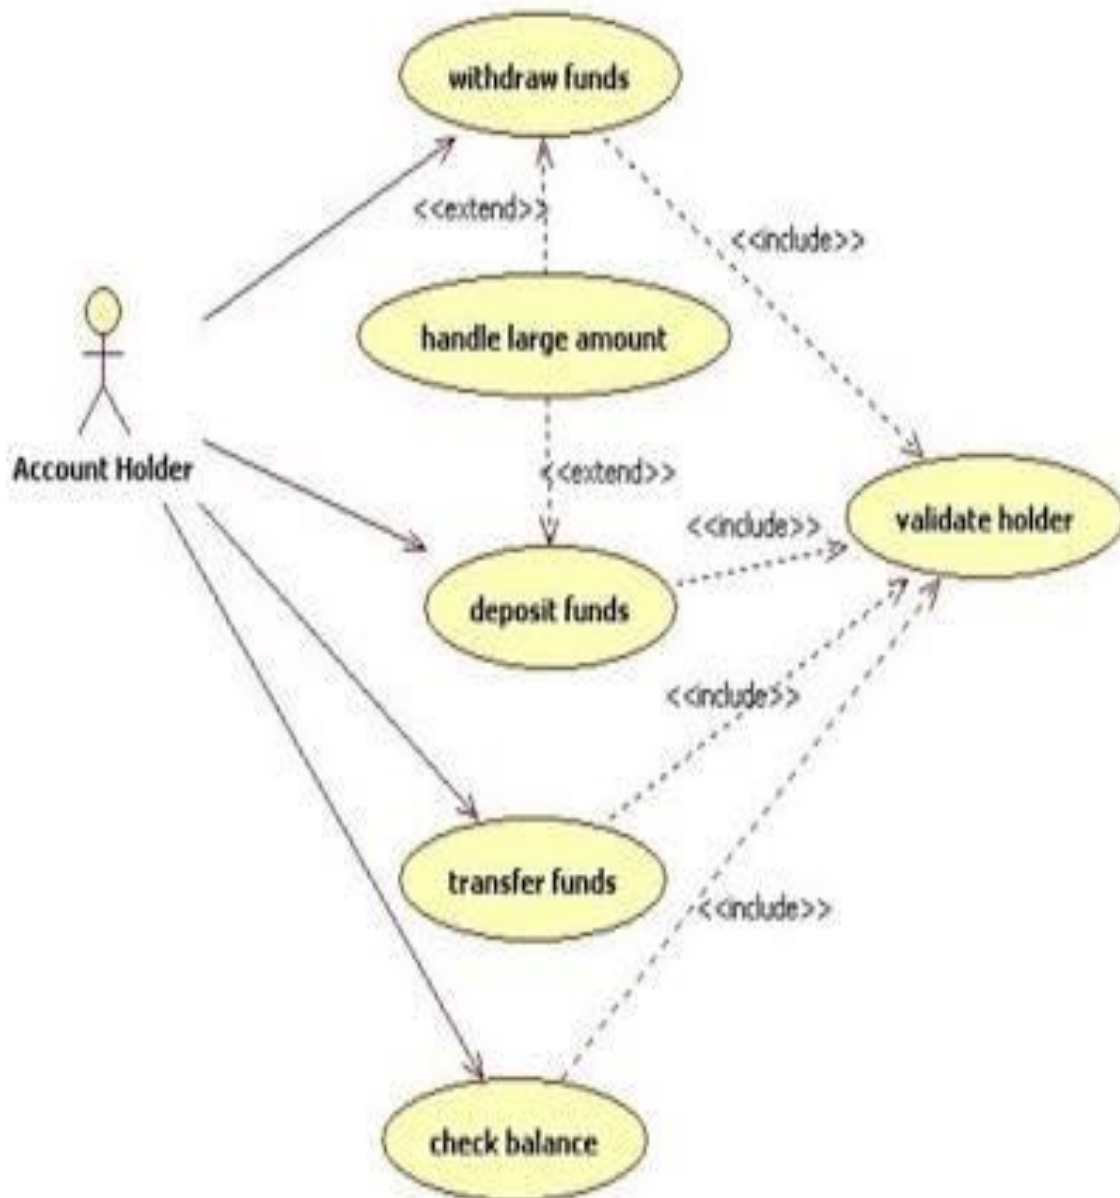 withdraw funds
<<extend>>
<<include>>
handle large amount
Account Holder
<<extend>>
<<include>>
validate holder
deposit funds
<<include>>
transfer funds
<<include>>
check balance